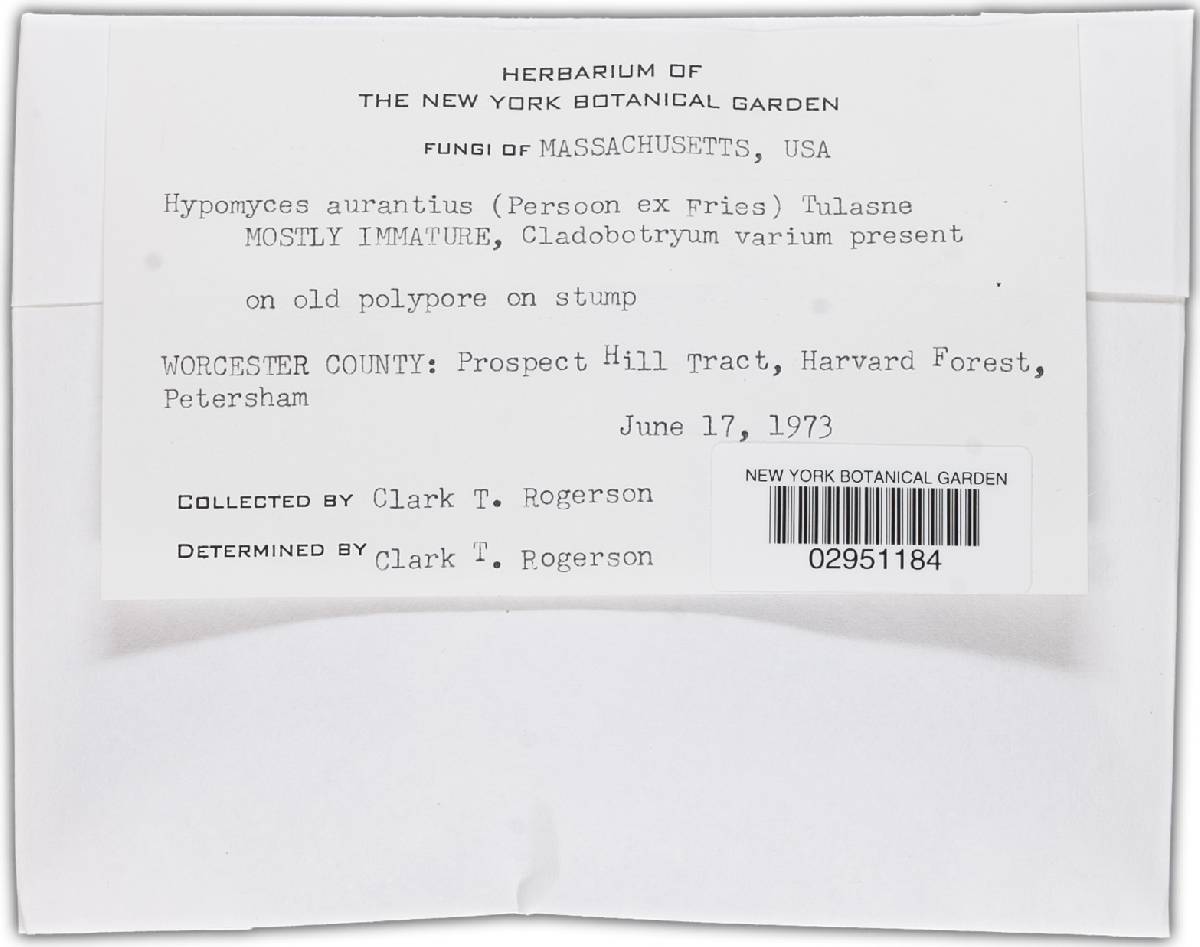 HERBARIUM OF
THE NEW YORK BOTANICAL GARDEN
FUNGI OF MASSACHUSETTS, USA
Hypomyces aurantius (Persoon ex Fries) Tulasne
MOSTLY IMMATURE, Cladobotryum varium present
on old polypore on stump
WORCESTER COUNTY: Prospect Hill Tract, Harvard Forest,
Petersham
June 17, 1973
COLLECTED BY Clark T. Rogerson
DETERMINED BY Clark T. Rogerson
NEW YORK BOTANICAL GARDEN
02951184